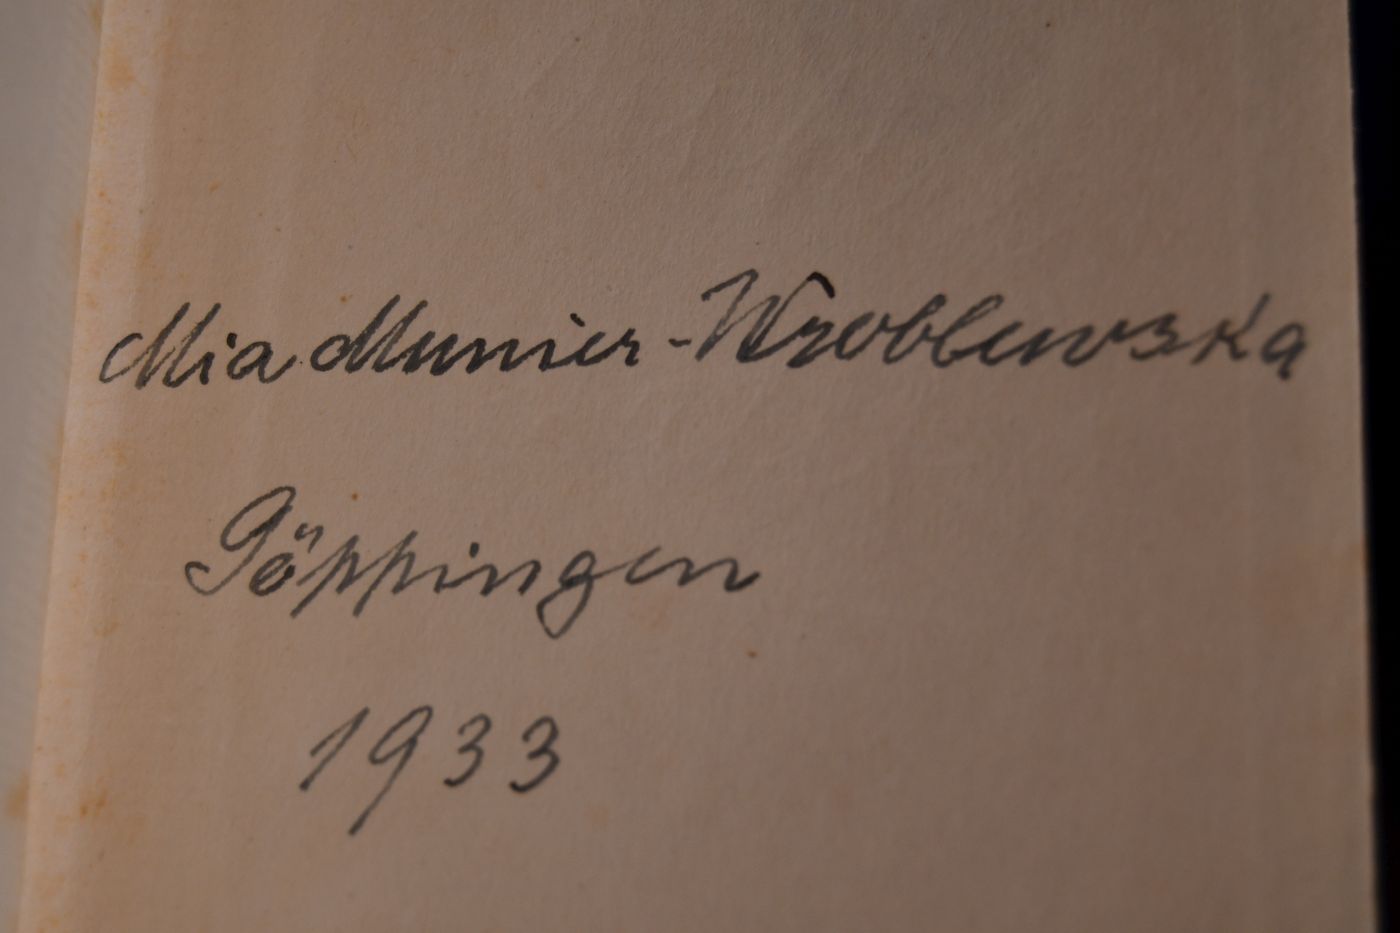 Mia Munier-Wroblewska
Göppingen
1933